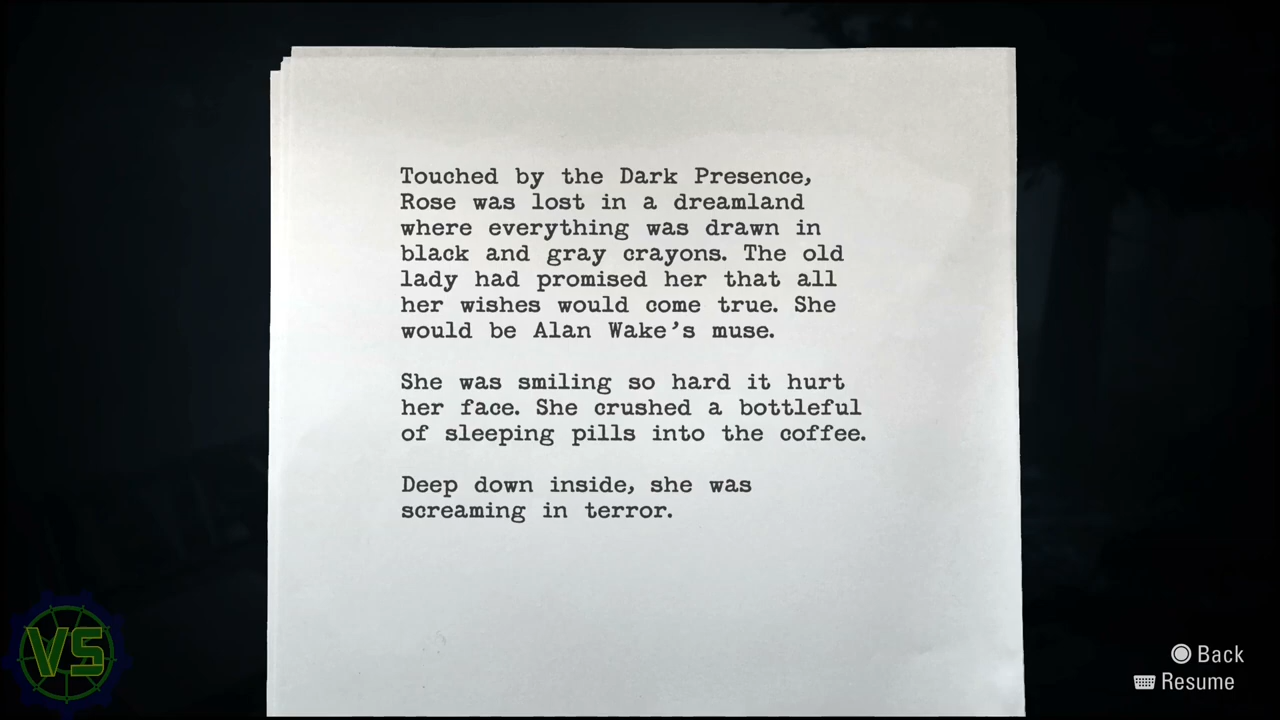 Touched by the Dark Presence,
Rose was lost in a dreamland
where everything was drawn in
black and gray crayons. The old
lady had promised her that all
her wishes would come true. She
would be Alan Wake's muse.
She was smiling so hard it hurt
her face. She crushed a bottleful
of sleeping pills into the coffee.
Deep down inside, she was
screaming in terror.
VS
Back
Resume